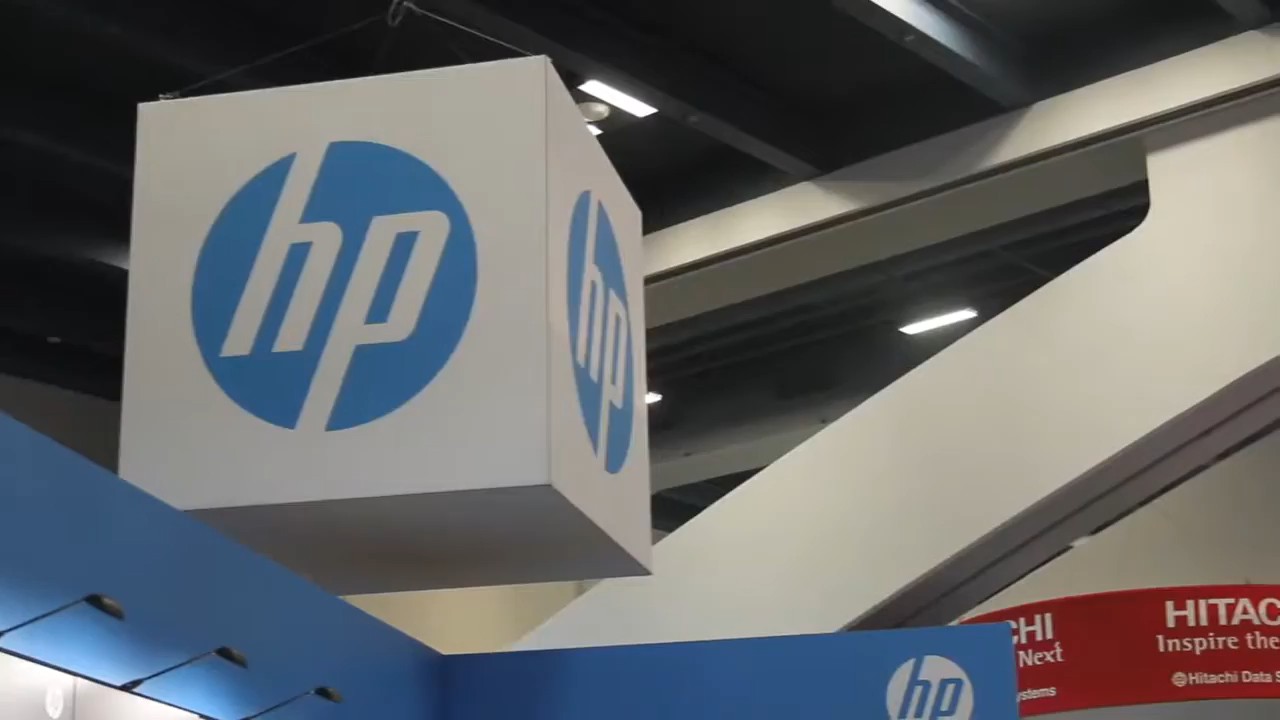 hp
hp
hp
CHI
Next
ystems
HITAC
Inspire the
Hitachi Data S